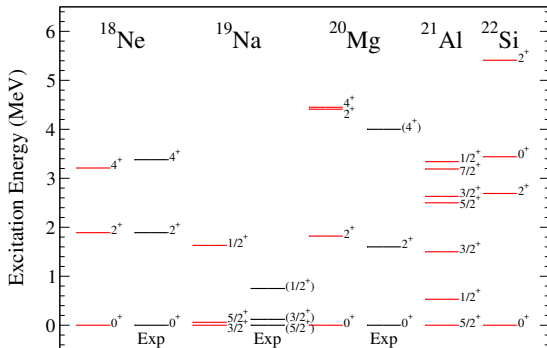 18Ne 19Na 20Mg 21Al 22Si
Excitation Energy (MeV)
6
5
4
3
2
1
0
4+ 2+ 0+
4+ 2+ 0+
Exp
1/2+ 5/2+ 3/2+
(1/2+) (3/2+) (5/2+)
Exp
4+ 2+ 2+ 0+
(4+) 2+ 0+
Exp
1/2+ 7/2+ 3/2+ 5/2+ 3/2+ 1/2+ 5/2+
2+ 0+ 2+ 0+